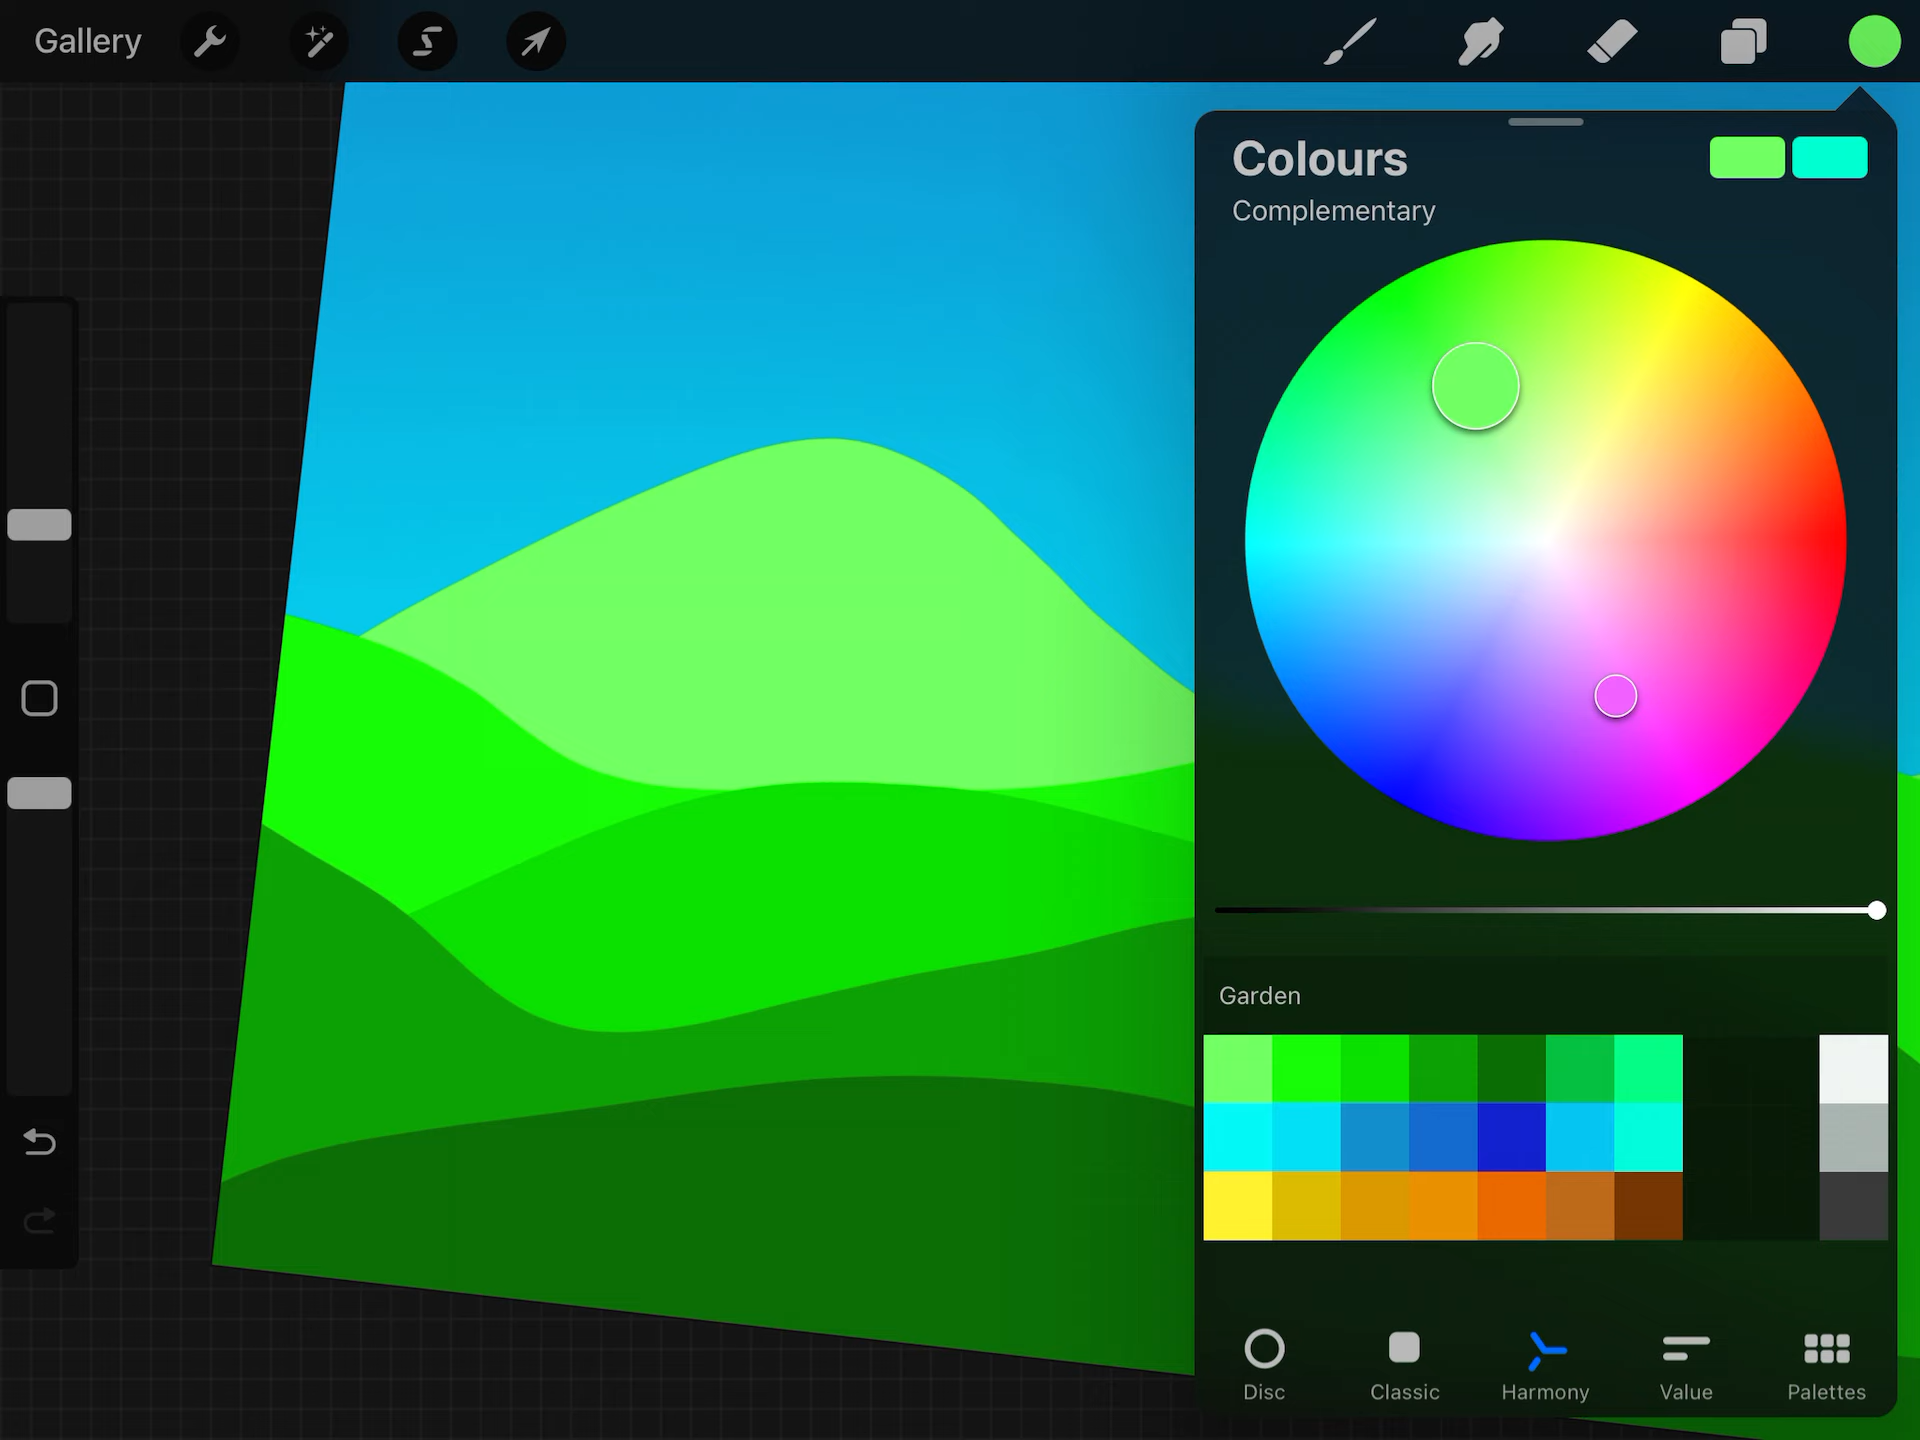 Gallery
Colours
Complementary
Garden
Disc
Classic
Harmony
Value
Palettes